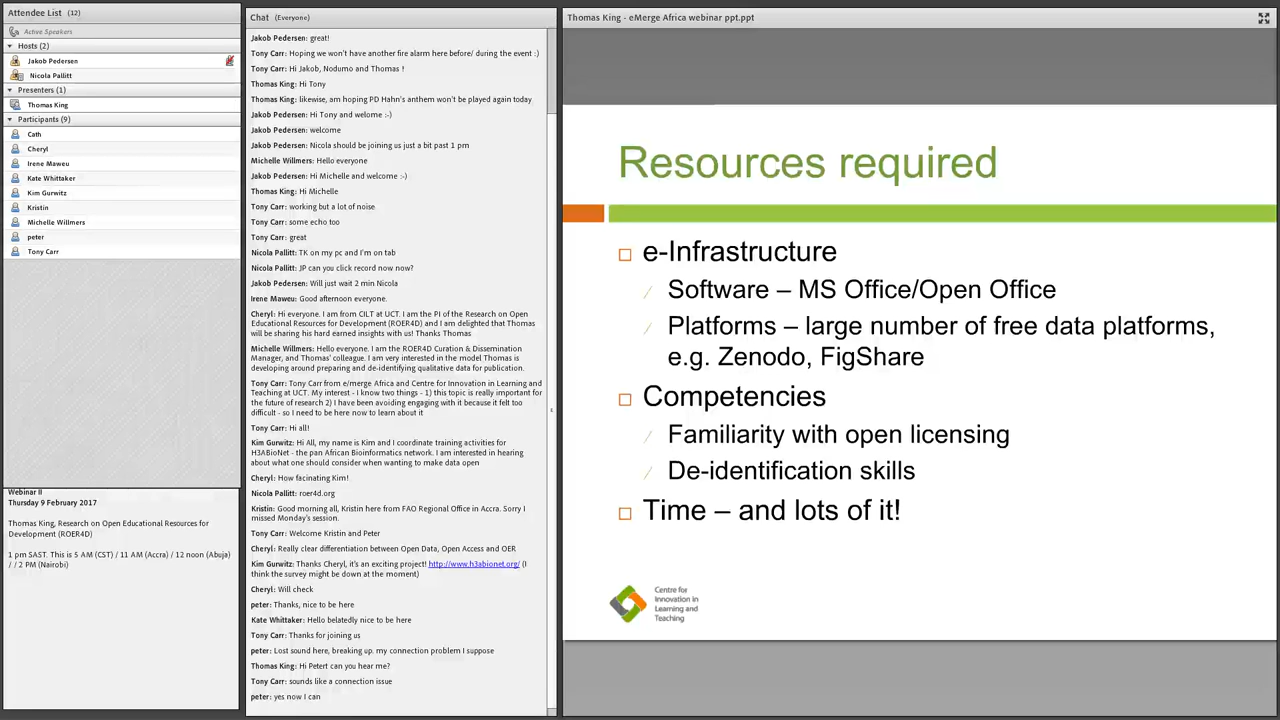 Attendee List (12)
Active Speakers
Hosts (2)
Jakob Pedersen
Nicola Pallitt
Presenters (1)
Thomas King
Participants (9)
Cath
Cheryl
Irene Maweu
Kate Whittaker
Kim Gurwitz
Kristin
Michelle Willmers
peter
Tony Carr
Webinar II
Thursday 9 February 2017
Thomas King, Research on Open Educational Resources for
Development (ROER4D)
1 pm SAST. This is 5 AM (CST) / 11 AM (Accra) / 12 noon (Abuja)
/ / 2 PM (Nairobi)
Chat (Everyone)
Jakob Pedersen: great!
Tony Carr: Hoping we won't have another fire alarm here before/ during the event :)
Tony Carr: Hi Jakob, Nodumo and Thomas !
Thomas King: Hi Tony
Thomas King: likewise, am hoping PD Hahn's anthem won't be played again today
Jakob Pedersen: Hi Tony and welome :-)
Jakob Pedersen: welcome
Jakob Pedersen: Nicola should be joining us just a bit past 1 pm
Michelle Willmers: Hello everyone
Jakob Pedersen: Hi Michelle and welcome :-)
Thomas King: Hi Michelle
Tony Carr: working but a lot of noise
Tony Carr: some echo too
Tony Carr: great
Nicola Pallitt: TK on my pc and I'm on tab
Nicola Pallitt: JP can you click record now now?
Jakob Pedersen: Will just wait 2 min Nicola
Irene Maweu: Good afternoon everyone.
Cheryl: Hi everyone. I am from CILT at UCT. I am the PI of the Research on Open
Educational Resources for Development (ROER4D) and I am delighted that Thomas
will be sharing his hard earned insights with us! Thanks Thomas
Michelle Willmers: Hello everyone. I am the ROER4D Curation & Dissemination
Manager, and Thomas' colleague. I am very interested in the model Thomas is
developing around preparing and de-identifying qualitative data for publication.
Tony Carr: Tony Carr from e/merge Africa and Centre for Innovation in Learning and
Teaching at UCT. My interest - I know two things - 1) this topic is really important for
the future of research 2) I have been avoiding engaging with it because it felt too
difficult - so I need to be here now to learn about it
Tony Carr: Hi all!
Kim Gurwitz: Hi All, my name is Kim and I coordinate training activities for
H3ABioNet - the pan African Bioinformatics network. I am interested in hearing
about what one should consider when wanting to make data open
Cheryl: How facinating Kim!
Nicola Pallitt: roer4d.org
Kristin: Good morning all, Kristin here from FAO Regional Office in Accra. Sorry I
missed Monday's session.
Tony Carr: Welcome Kristin and Peter
Cheryl: Really clear differentiation between Open Data, Open Access and OER
Kim Gurwitz: Thanks Cheryl, it's an exciting project! http://www.h3abionet.org/ (I
think the survey might be down at the moment)
Cheryl: Will check
peter: Thanks, nice to be here
Kate Whittaker: Hello belatedly nice to be here
Tony Carr: Thanks for joining us
peter: Lost sound here, breaking up. my connection problem I suppose
Thomas King: Hi Petert can you hear me?
Tony Carr: sounds like a connection issue
peter: yes now I can
Thomas King - eMerge Africa webinar ppt.ppt
Resources required
e-Infrastructure
Software – MS Office/Open Office
Platforms – large number of free data platforms,
e.g. Zenodo, FigShare
Competencies
Familiarity with open licensing
De-identification skills
Time – and lots of it!
Centre for
Innovation in
Learning and
Teaching